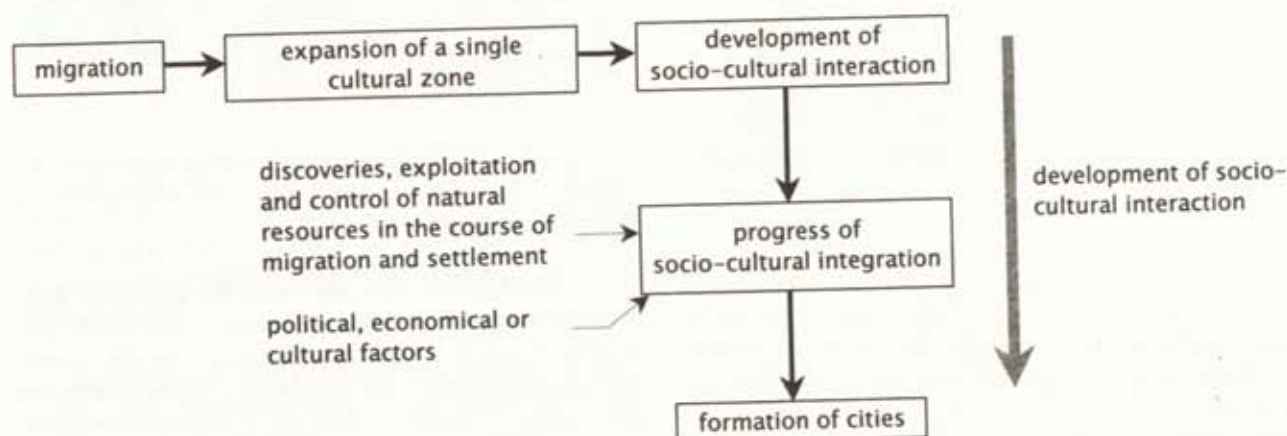 migration
expansion of a single
cultural zone
development of
socio-cultural interaction
discoveries, exploitation
and control of natural
resources in the course of
migration and settlement
progress of
socio-cultural integration
development of socio-
cultural interaction
political, economical or
cultural factors
formation of cities